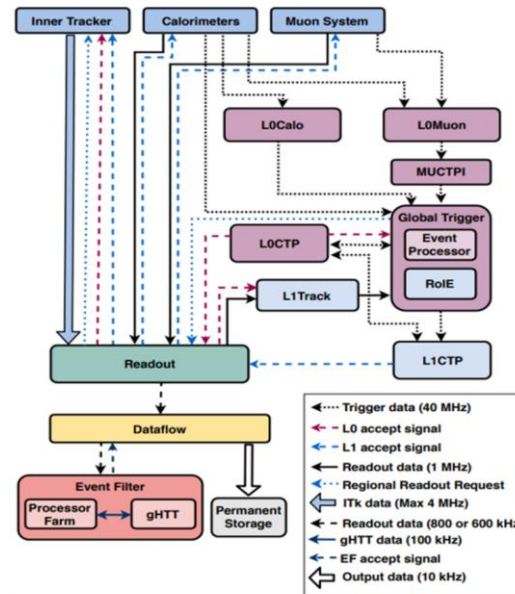 Inner Tracker
Calorimeters
Muon System
L0Calo
L0Muon
MUCTPI
Global Trigger
Event
Processor
RoIE
L0CTP
L1Track
L1CTP
Readout
Dataflow
Event Filter
Processor
Farm
gHTT
Permanent
Storage
Trigger data (40 MHz)
L0 accept signal
L1 accept signal
Readout data (1 MHz)
Regional Readout Request
ITk data (Max 4 MHz)
Readout data (800 or 600 kHz
gHTT data (100 kHz)
EF accept signal
Output data (10 kHz)